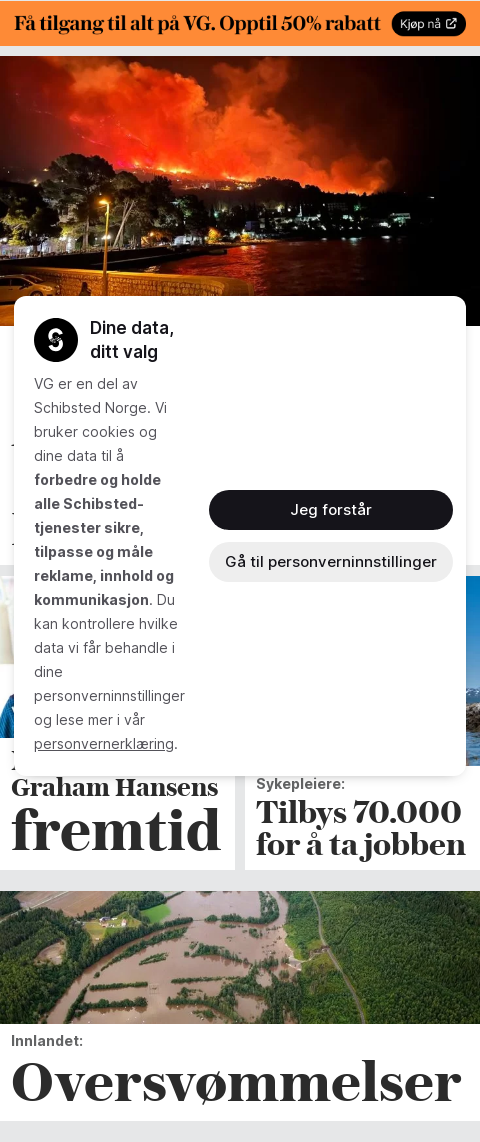 Få tilgang til alt på VG. Opptil 50% rabatt
Kjøp nå
Dine data,
ditt valg
VG er en del av
Schibsted Norge. Vi
bruker cookies og
dine data til å
forbedre og holde
alle Schibsted-
tjenester sikre,
tilpasse og måle
reklame, innhold og
kommunikasjon. Du
kan kontrollere hvilke
data vi får behandle i
dine
personverninnstillinger
og lese mer i vår
personvernerklæring.
Jeg forstår
Gå til personverninnstillinger
Graham Hansens
fremtid
Sykepleiere:
Tilbys 70.000
for å ta jobben
Innlandet:
Oversvømmelser